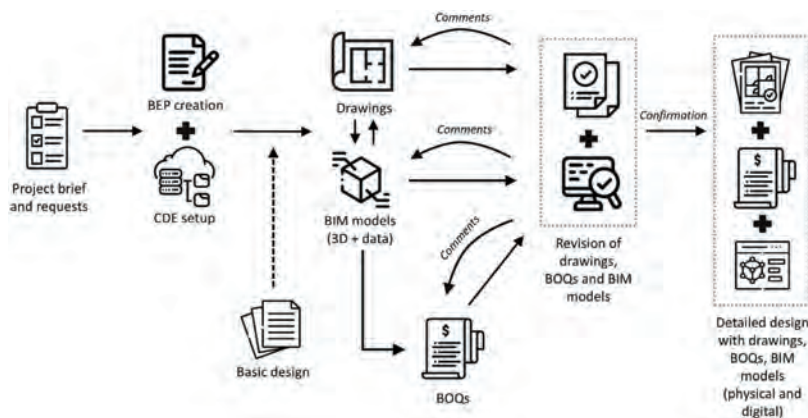 Project brief
and requests
BEP creation
CDE setup
Basic design
Drawings
BIM models
(3D + data)
BOQs
Comments
Comments
Comments
Revision of
drawings,
BOQs and BIM
models
Confirmation
Detailed design
with drawings,
BOQs, BIM
models
(physical and
digital)